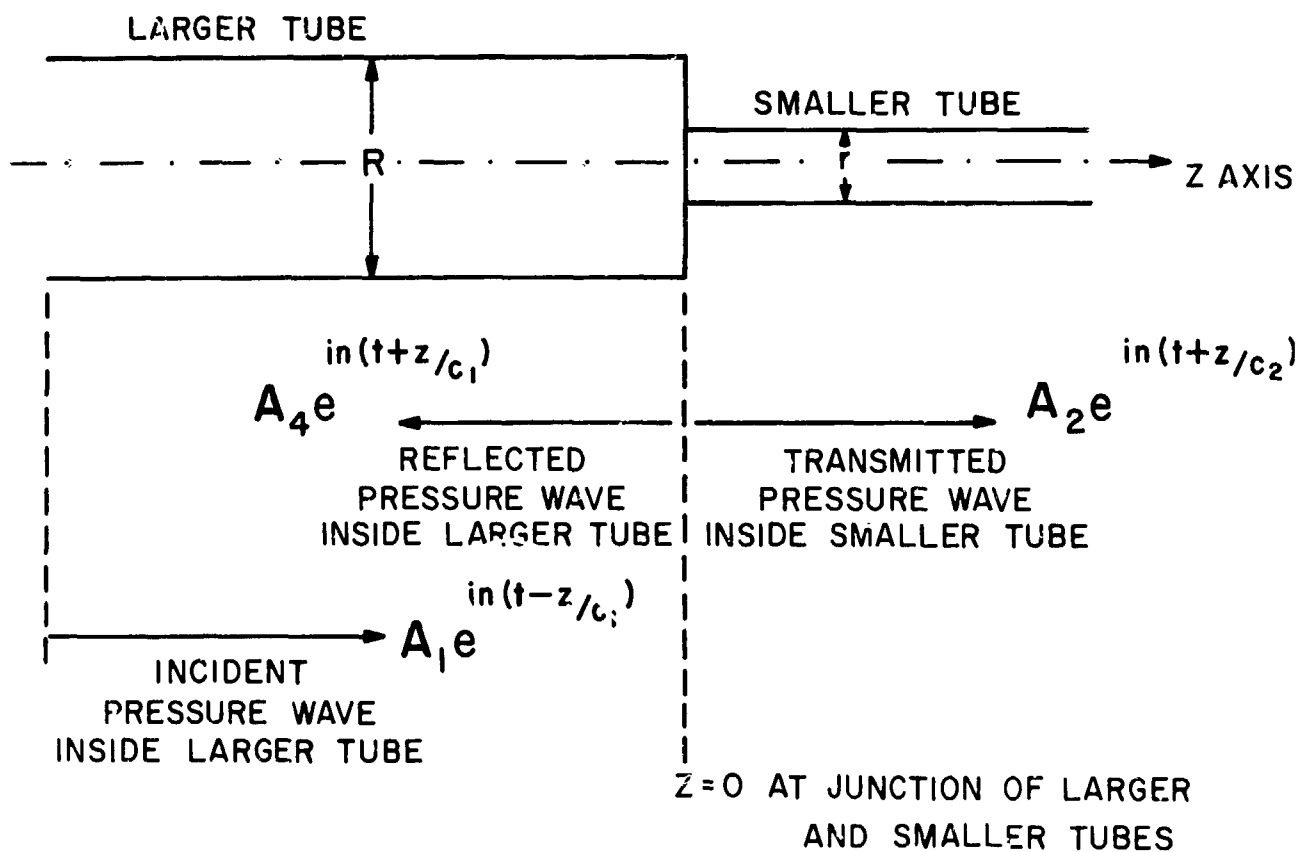 LARGER TUBE
SMALLER TUBE
R
r
Z AXIS
A₄e^in(t+z/c₁)
A₂e^in(t+z/c₂)
REFLECTED
PRESSURE WAVE
INSIDE LARGER TUBE
TRANSMITTED
PRESSURE WAVE
INSIDE SMALLER TUBE
A₁e^in(t−z/c₁)
INCIDENT
PRESSURE WAVE
INSIDE LARGER TUBE
Z=0 AT JUNCTION OF LARGER
AND SMALLER TUBES